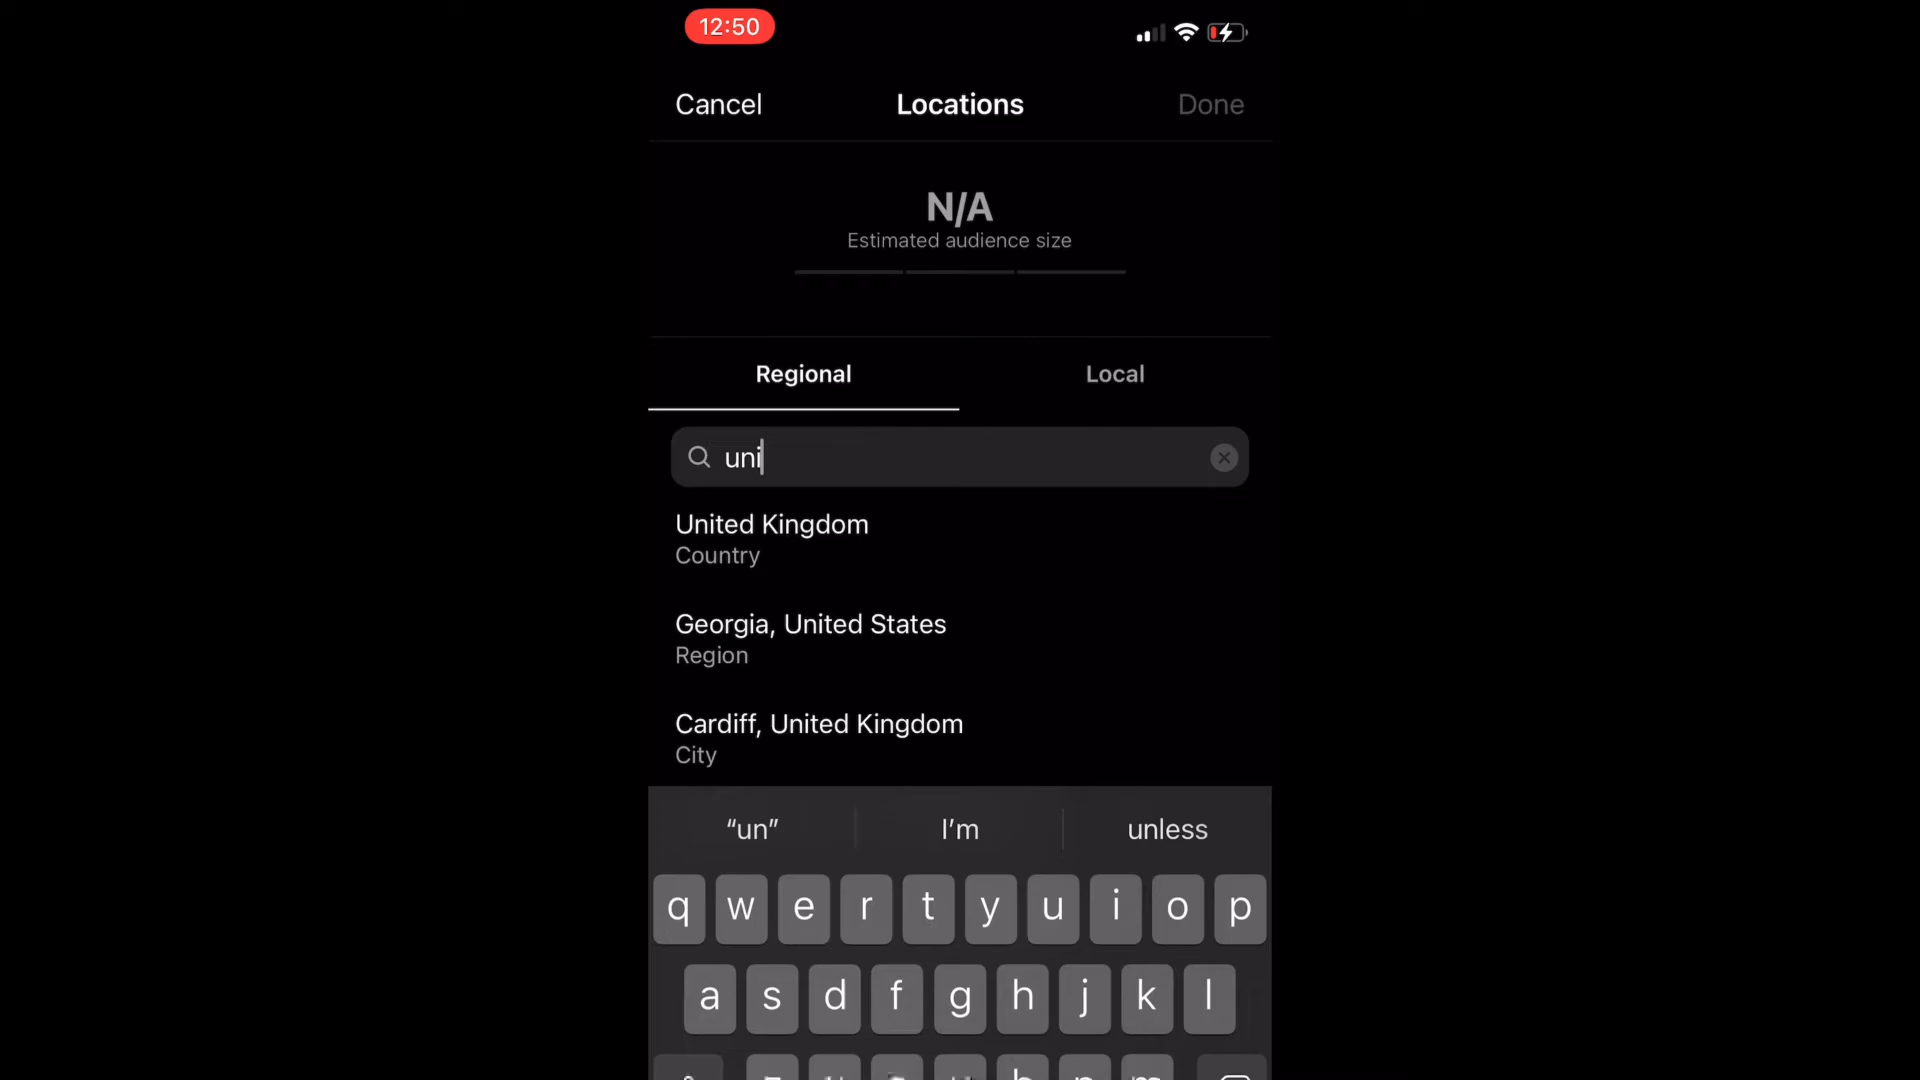 12:50
Cancel Locations Done
N/A
Estimated audience size
Regional Local
uni
United Kingdom
Country
Georgia, United States
Region
Cardiff, United Kingdom
City
“un” I’m unless
q w e r t y u i o p
a s d f g h j k l